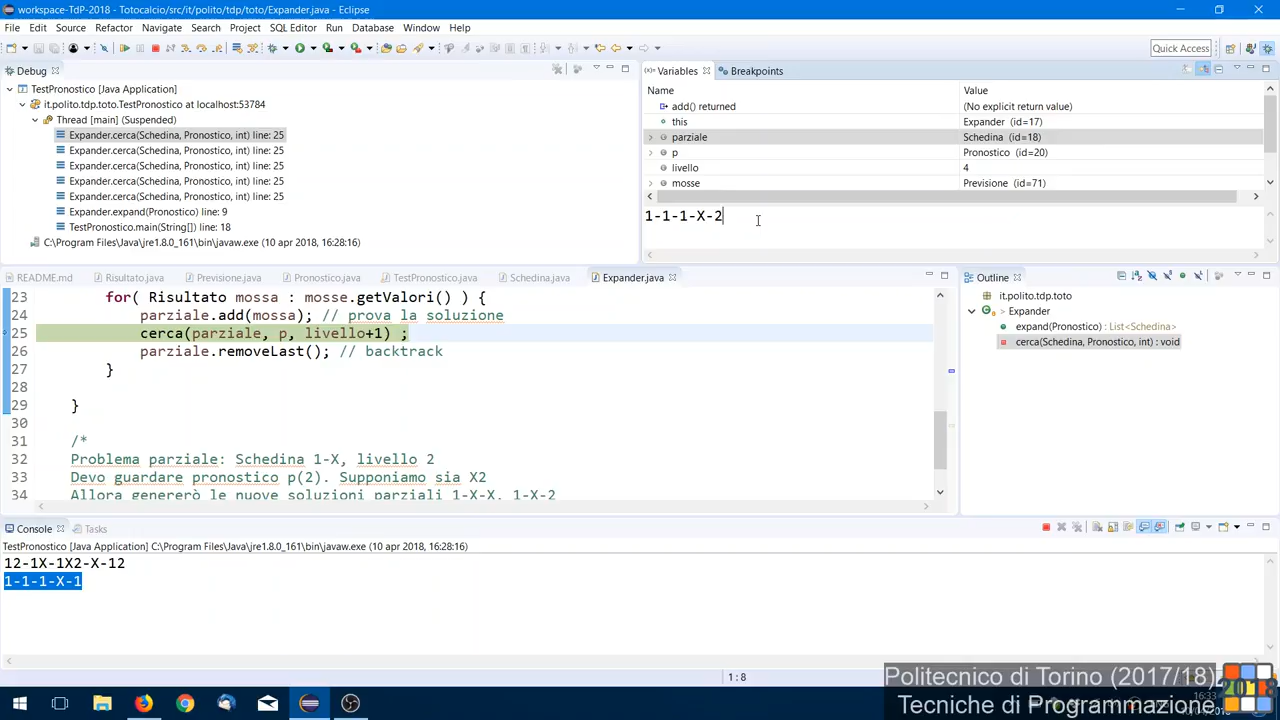 workspace-TdP-2018 - Totocalcio/src/it/polito/tdp/toto/Expander.java - Eclipse
File Edit Source Refactor Navigate Search Project SQL Editor Run Database Window Help
Quick Access
Debug
TestPronostico [Java Application]
it.polito.tdp.toto.TestPronostico at localhost:53784
Thread [main] (Suspended)
Expander.cerca(Schedina, Pronostico, int) line: 25
Expander.cerca(Schedina, Pronostico, int) line: 25
Expander.cerca(Schedina, Pronostico, int) line: 25
Expander.cerca(Schedina, Pronostico, int) line: 25
Expander.cerca(Schedina, Pronostico, int) line: 25
Expander.expand(Pronostico) line: 9
TestPronostico.main(String[]) line: 18
C:\Program Files\Java\jre1.8.0_161\bin\javaw.exe (10 apr 2018, 16:28:16)
Variables Breakpoints
Name Value
add() returned (No explicit return value)
this Expander (id=17)
parziale Schedina (id=18)
p Pronostico (id=20)
livello 4
mosse Previsione (id=71)
1-1-1-X-2
README.md Risultato.java Previsione.java Pronostico.java TestPronostico.java Schedina.java Expander.java
23 for( Risultato mossa : mosse.getValori() ) {
24 parziale.add(mossa); // prova la soluzione
25 cerca(parziale, p, livello+1) ;
26 parziale.removeLast(); // backtrack
27 }
28
29 }
30
31 /*
32 Problema parziale: Schedina 1-X, livello 2
33 Devo guardare pronostico p(2). Supponiamo sia X2
34 Allora genererò le nuove soluzioni parziali 1-X-X, 1-X-2
Outline
it.polito.tdp.toto
Expander
expand(Pronostico) : List<Schedina>
cerca(Schedina, Pronostico, int) : void
Console Tasks
TestPronostico [Java Application] C:\Program Files\Java\jre1.8.0_161\bin\javaw.exe (10 apr 2018, 16:28:16)
12-1X-1X2-X-12
1-1-1-X-1
1 : 8
Politecnico di Torino (2017/18)
Tecniche di Programmazione
2018
16:33